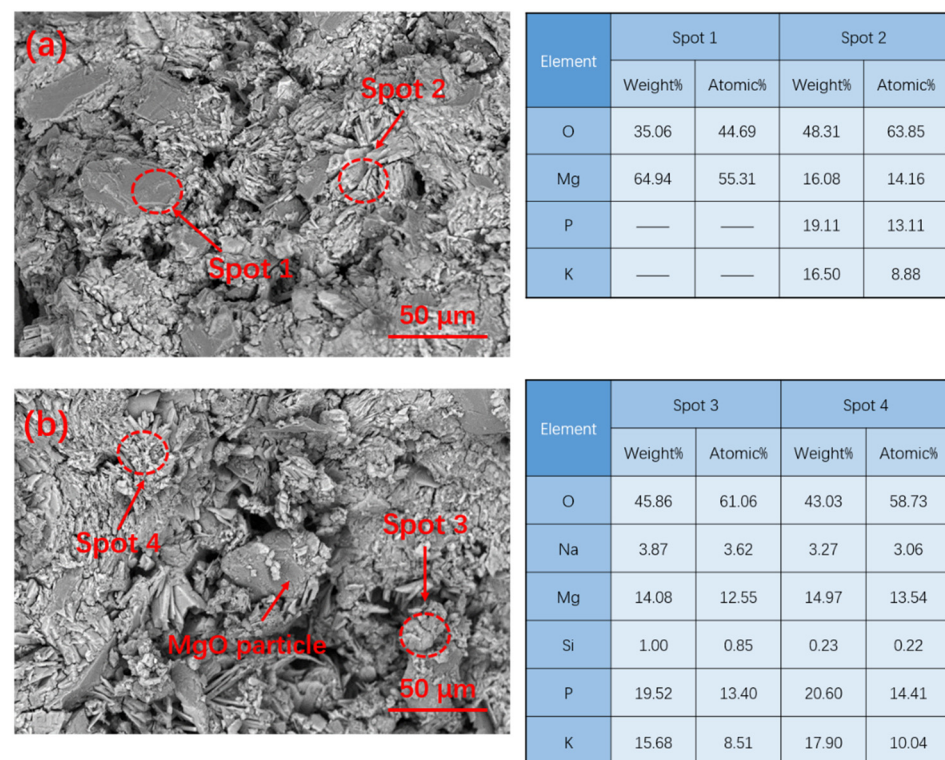 (a)
Spot 2
Spot 1
50 μm
Element Spot 1 Spot 2
Weight% Atomic% Weight% Atomic%
O 35.06 44.69 48.31 63.85
Mg 64.94 55.31 16.08 14.16
P —— —— 19.11 13.11
K —— —— 16.50 8.88
(b)
Spot 4
Spot 3
MgO particle
50 μm
Element Spot 3 Spot 4
Weight% Atomic% Weight% Atomic%
O 45.86 61.06 43.03 58.73
Na 3.87 3.62 3.27 3.06
Mg 14.08 12.55 14.97 13.54
Si 1.00 0.85 0.23 0.22
P 19.52 13.40 20.60 14.41
K 15.68 8.51 17.90 10.04